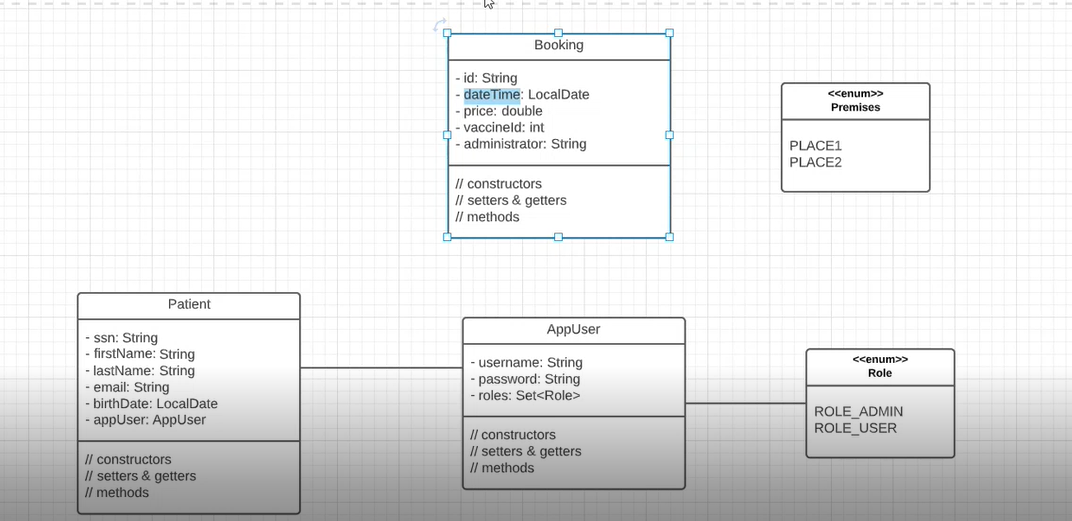 Booking
- id: String
- dateTime: LocalDate
- price: double
- vaccineId: int
- administrator: String
// constructors
// setters & getters
// methods
<<enum>>
Premises
PLACE1
PLACE2
Patient
- ssn: String
- firstName: String
- lastName: String
- email: String
- birthDate: LocalDate
- appUser: AppUser
// constructors
// setters & getters
// methods
AppUser
- username: String
- password: String
- roles: Set<Role>
// constructors
// setters & getters
// methods
<<enum>>
Role
ROLE_ADMIN
ROLE_USER